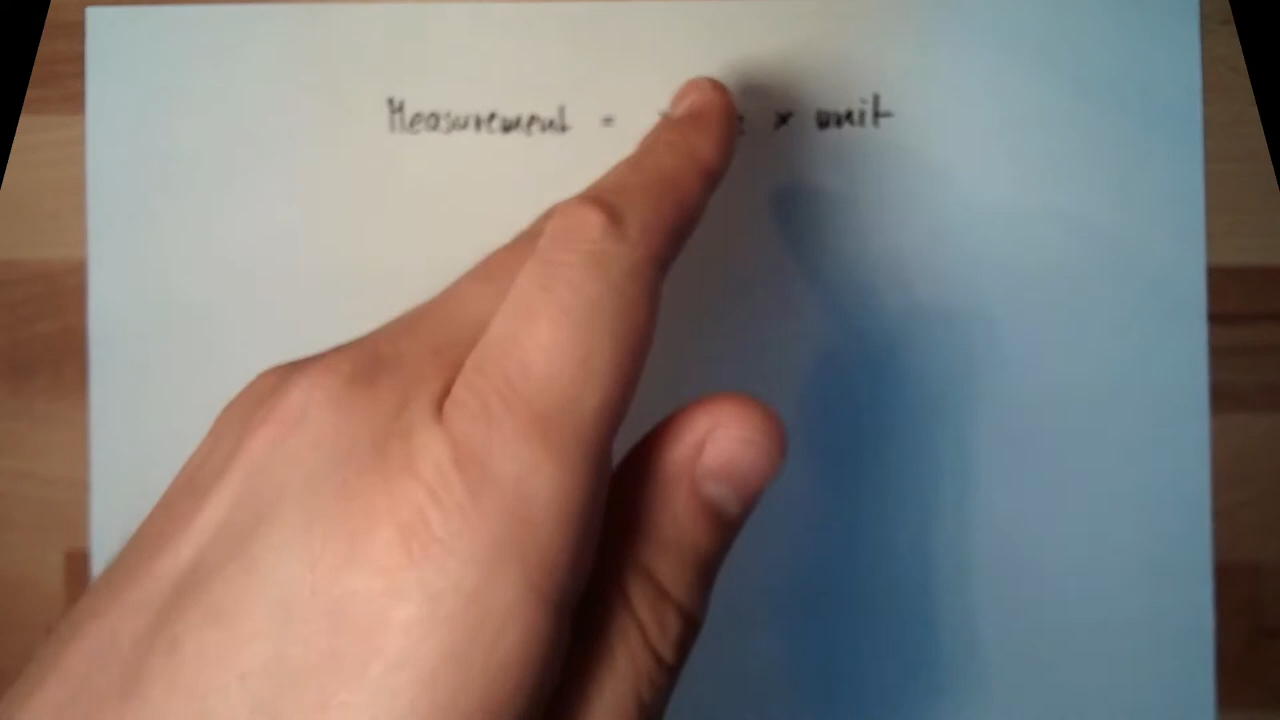 Measurement = × unit